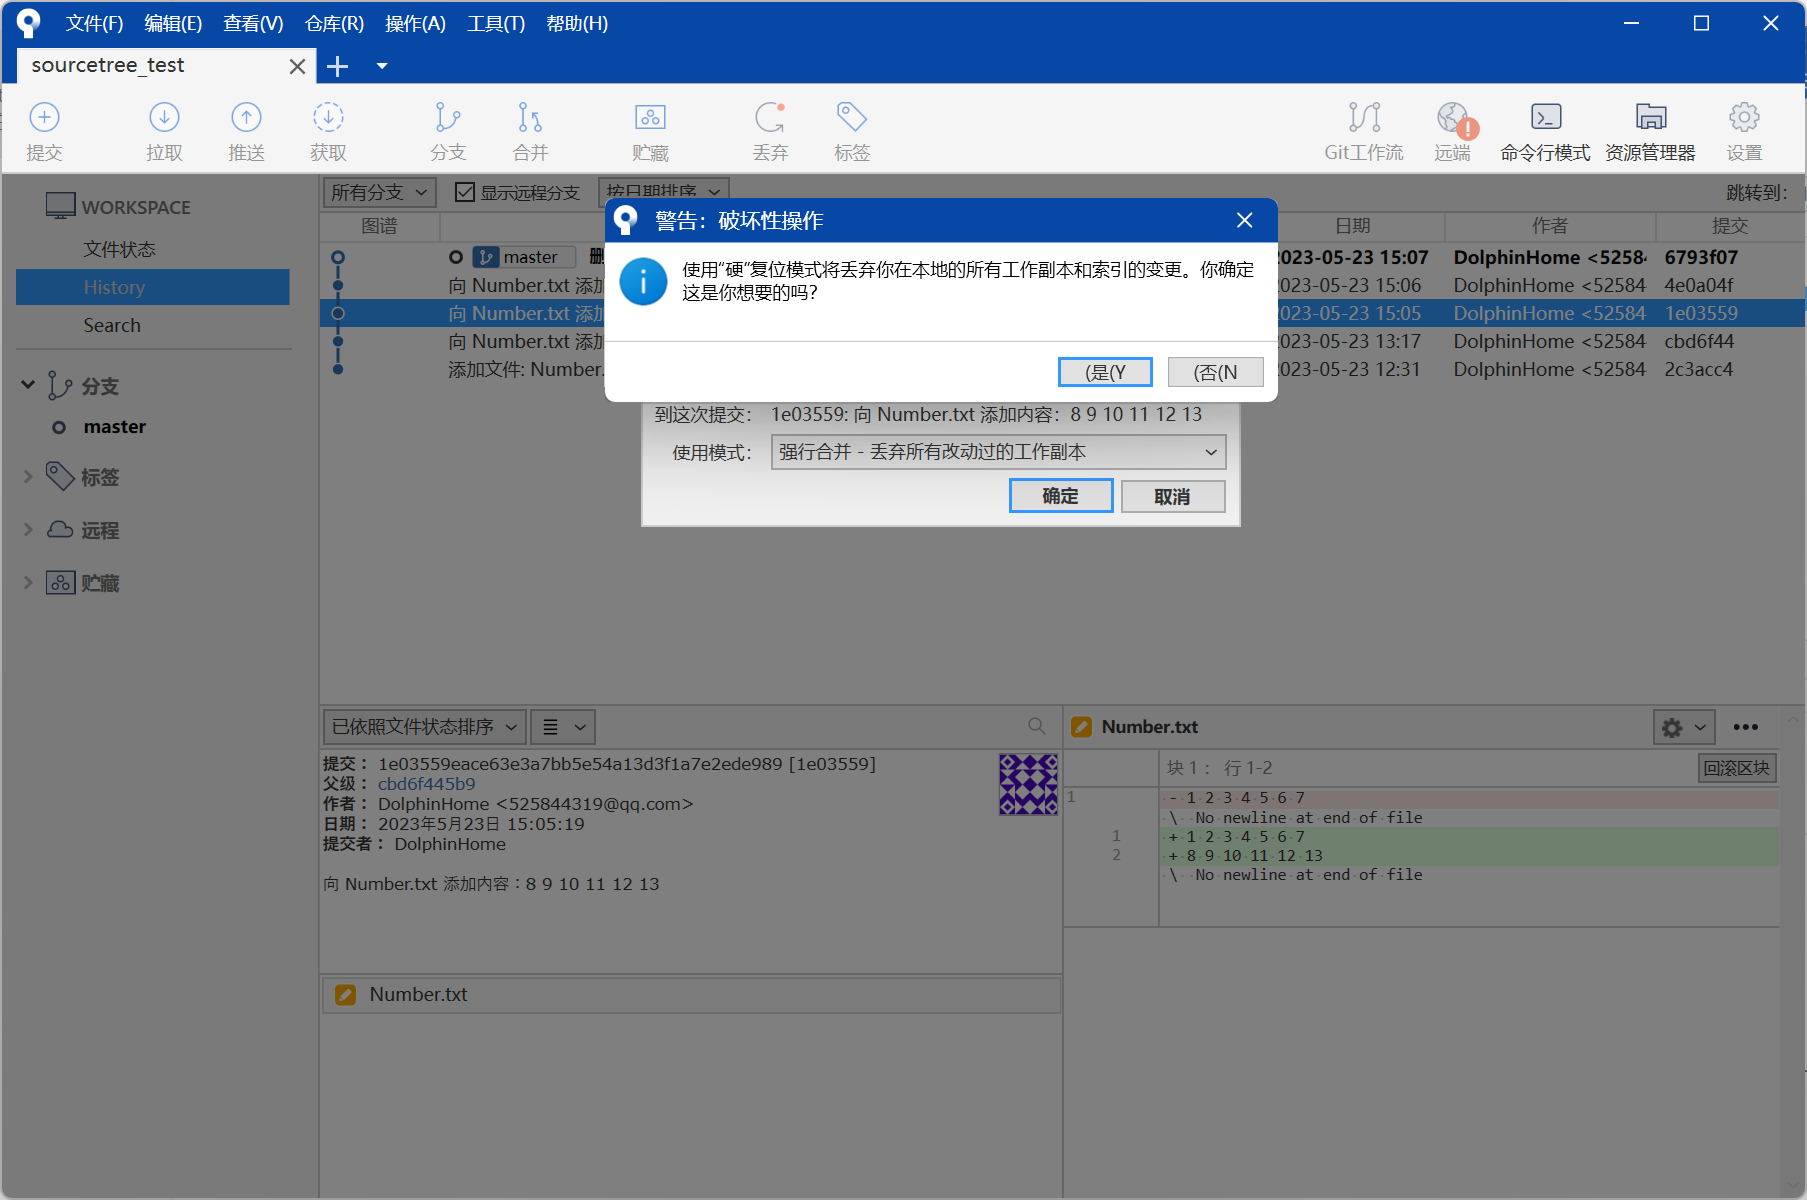 文件(F) 编辑(E) 查看(V) 仓库(R) 操作(A) 工具(T) 帮助(H)
sourcetree_test
提交 拉取 推送 获取 分支 合并 贮藏 丢弃 标签 Git工作流 远端 命令行模式 资源管理器 设置
WORKSPACE
文件状态
History
Search
分支
master
标签
远程
贮藏
所有分支 显示远程分支 按日期排序 跳转到:
图谱 日期 作者 提交
master 2023-05-23 15:07 DolphinHome <5258 6793f07
向 Number.txt 添加 2023-05-23 15:06 DolphinHome <52584 4e0a04f
向 Number.txt 添加 2023-05-23 15:05 DolphinHome <52584 1e03559
向 Number.txt 添加 2023-05-23 13:17 DolphinHome <52584 cbd6f44
添加文件: Number. 2023-05-23 12:31 DolphinHome <52584 2c3acc4
警告：破坏性操作
使用“硬”复位模式将丢弃你在本地的所有工作副本和索引的变更。你确定
这是你想要的吗?
(是(Y (否(N
到这次提交： 1e03559: 向 Number.txt 添加内容：8 9 10 11 12 13
使用模式： 强行合并 - 丢弃所有改动过的工作副本
确定 取消
已依照文件状态排序
提交： 1e03559eace63e3a7bb5e54a13d3f1a7e2ede989 [1e03559]
父级： cbd6f445b9
作者： DolphinHome <525844319@qq.com>
日期： 2023年5月23日 15:05:19
提交者： DolphinHome
向 Number.txt 添加内容：8 9 10 11 12 13
Number.txt
Number.txt
块 1： 行 1-2 回滚区块
1 - 1 2 3 4 5 6 7
\ No newline at end of file
1 + 1 2 3 4 5 6 7
2 + 8 9 10 11 12 13
\ No newline at end of file